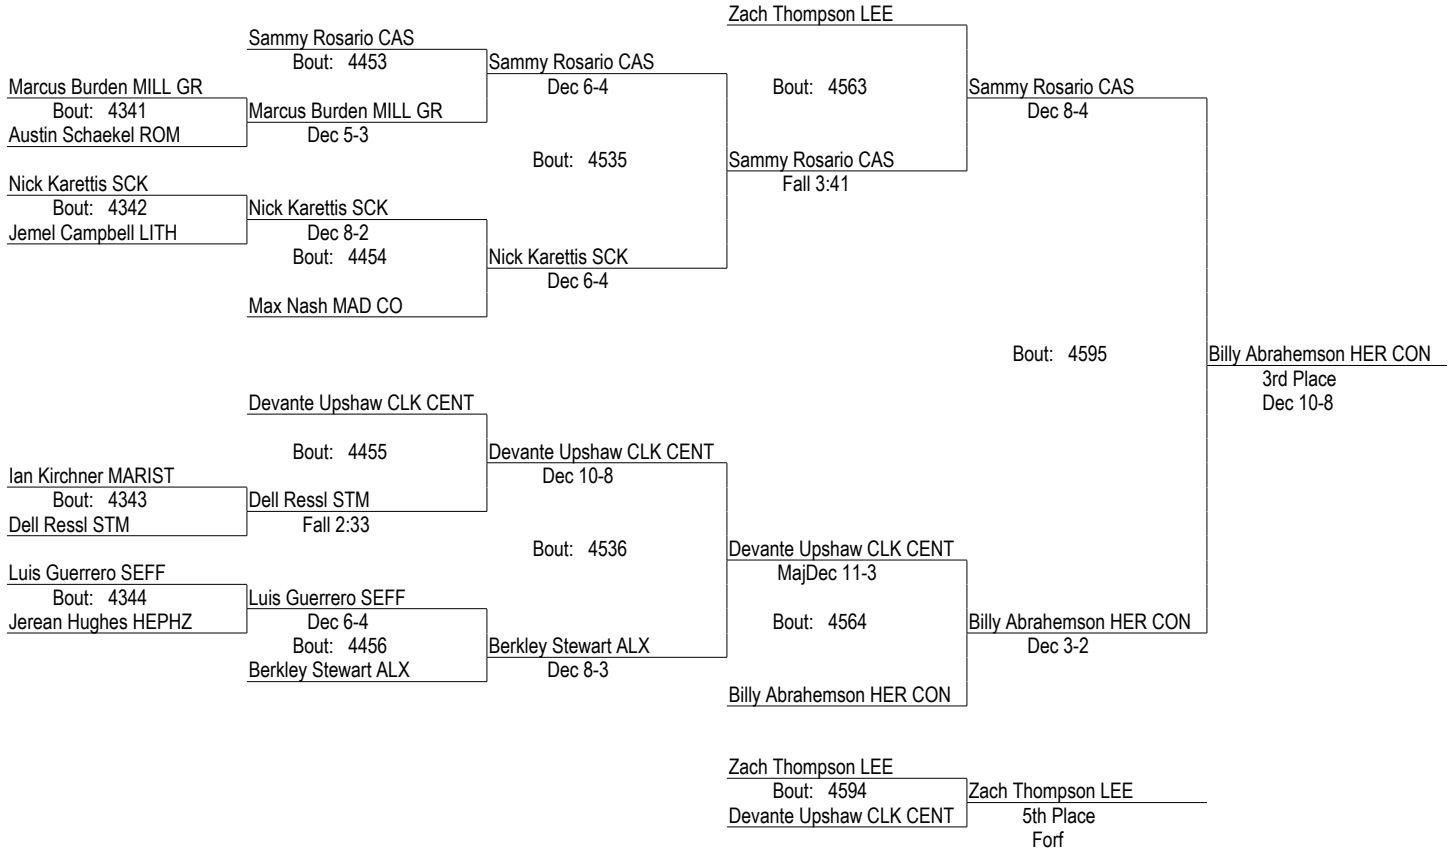 Zach Thompson LEE
Sammy Rosario CAS
Bout: 4453
Sammy Rosario CAS
Dec 6-4
Marcus Burden MILL GR
Bout: 4563
Sammy Rosario CAS
Bout: 4341
Marcus Burden MILL GR
Dec 8-4
Austin Schaekel ROM
Dec 5-3
Bout: 4535
Sammy Rosario CAS
Nick Karettis SCK
Fall 3:41
Bout: 4342
Nick Karettis SCK
Jemel Campbell LITH
Dec 8-2
Bout: 4454
Nick Karettis SCK
Dec 6-4
Max Nash MAD CO
Bout: 4595
Billy Abrahemson HER CON
3rd Place
Devante Upshaw CLK CENT
Dec 10-8
Bout: 4455
Devante Upshaw CLK CENT
Ian Kirchner MARIST
Dec 10-8
Bout: 4343
Dell Ressl STM
Dell Ressl STM
Fall 2:33
Bout: 4536
Devante Upshaw CLK CENT
Luis Guerrero SEFF
MajDec 11-3
Bout: 4344
Luis Guerrero SEFF
Jerean Hughes HEPHZ
Dec 6-4
Bout: 4564
Billy Abrahemson HER CON
Bout: 4456
Berkley Stewart ALX
Dec 3-2
Berkley Stewart ALX
Dec 8-3
Billy Abrahemson HER CON
Zach Thompson LEE
Bout: 4594
Zach Thompson LEE
Devante Upshaw CLK CENT
5th Place
Forf